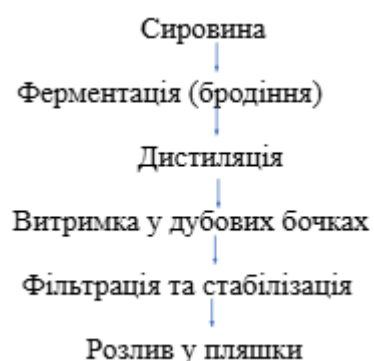 Сировина
Ферментація (бродіння)
Дистиляція
Витримка у дубових бочках
Фільтрація та стабілізація
Розлив у пляшки